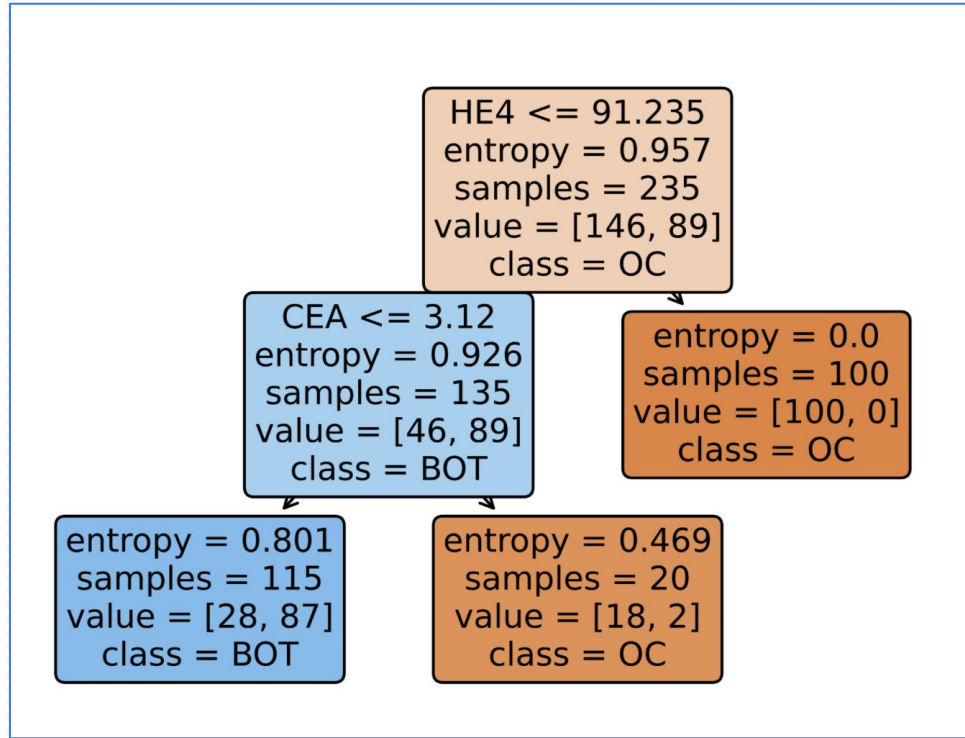 HE4 <= 91.235
entropy = 0.957
samples = 235
value = [146, 89]
class = OC
CEA <= 3.12
entropy = 0.926
samples = 135
value = [46, 89]
class = BOT
entropy = 0.0
samples = 100
value = [100, 0]
class = OC
entropy = 0.801
samples = 115
value = [28, 87]
class = BOT
entropy = 0.469
samples = 20
value = [18, 2]
class = OC